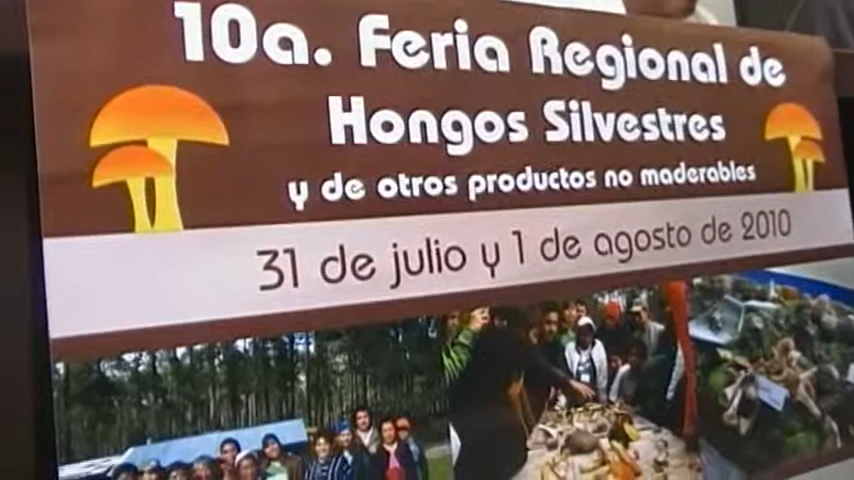 10a. Feria Regional de
Hongos Silvestres
y de otros productos no maderables
31 de julio y 1 de agosto de 2010